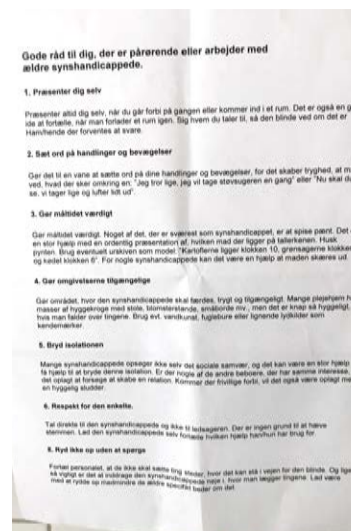 Gode råd til dig, der er pårørende eller arbejder med
ældre synshandicappede.
1. Præsenter dig selv
Præsenter altid dig selv, når du går forbi på gangen eller kommer ind i et rum. Det er også en g
ide at fortælle, når man forlader et rum igen. Sig hvem du taler til, så den blinde ved om det er
Ham/hende der forventes at svare.
2. Sæt ord på handlinger og bevægelser
Gør det til en vane at sætte ord på dine handlinger og bevægelser, for det skaber tryghed, at m
ved, hvad der sker omkring en: "Jeg tror lige, jeg vil tage støvsugeren en gang" eller "Nu skal du
se, vi tager lige og lufter lidt ud".
3. Gør måltidet værdigt
Gør måltidet værdigt. Noget af det, der er sværest som synshandicappet, er at spise pænt. Det
en stor hjælp med en ordentlig præsentation af, hvilken mad der ligger på tallerkenen. Husk
pynten. Brug eventuelt urskiven som model: "Kartoflerne ligger klokken 10, grønsagerne klokken
og kødet klokken 6". For nogle synshandicappede kan det være en hjælp at maden skæres ud.
4. Gør omgivelserne tilgængelige
Gør området, hvor den synshandicappede skal færdes, trygt og tilgængeligt. Mange plejehjem h
masser af hyggekroge med stole, blomsterstande, småborde mv., men det er knap så hyggeligt,
hvis man falder over tingene. Brug evt. vandkunst, fuglebure eller lignende lydkilder som
kendemærker.
5. Bryd isolationen
Mange synshandicappede opsøger ikke selv det sociale samvær, og det kan være en stor hjælp
få hjælp til at bryde denne isolation. Er der nogle af de andre beboere, der har samme interesse,
det oplagt at forsøge at skabe en relation. Kommer der frivillige forbi, vil det også være oplagt m
en hyggelig studder.
6. Respekt for den enkelte.
Tal direkte til den synshandicappede og ikke til ledsageren. Der er ingen grund til at hæve
stemmen. Lad den synshandicappede selv fortælle hvilken hjælp han/hun har brug for.
8. Ryd ikke op uden at spørge
Fortæl personalet, at de ikke skal sætte ting steder, hvor det kan stå i vejen for den blinde. Og lige
så vigtigt er det at inddrage den synshandicappede nøje i, hvor man lægger tingene. Lad være
med at rydde op medmindre de ældre specifikt beder om det.